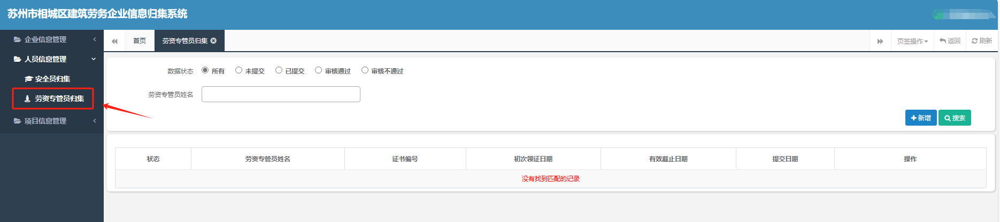 苏州市相城区建筑劳务企业信息归集系统
企业信息管理
人员信息管理
安全员归集
劳资专管员归集
项目信息管理
首页 劳资专管员归集 页签操作 返回 刷新
数据状态 所有 未提交 已提交 审核通过 审核不通过
劳资专管员姓名
新增 搜索
状态 劳资专管员姓名 证书编号 初次领证日期 有效截止日期 提交日期 操作
没有找到匹配的记录